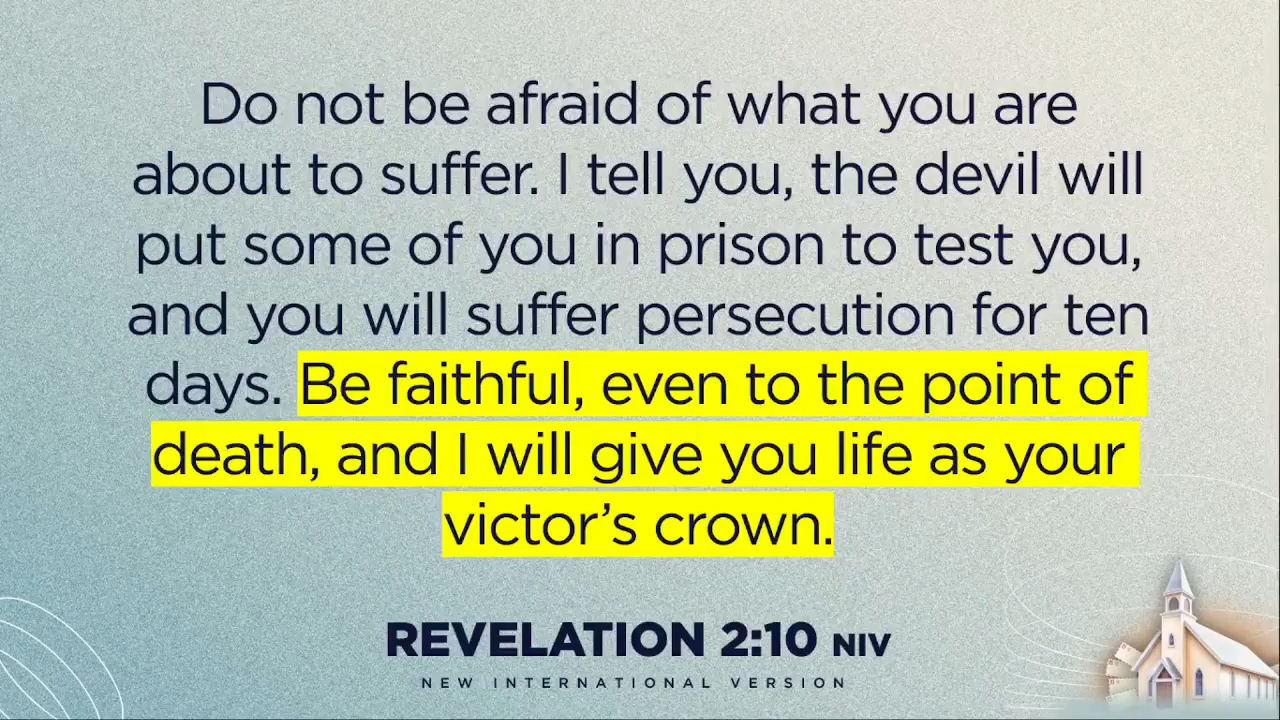 Do not be afraid of what you are
about to suffer. I tell you, the devil will
put some of you in prison to test you,
and you will suffer persecution for ten
days. Be faithful, even to the point of
death, and I will give you life as your
victor’s crown.
REVELATION 2:10 NIV
NEW INTERNATIONAL VERSION